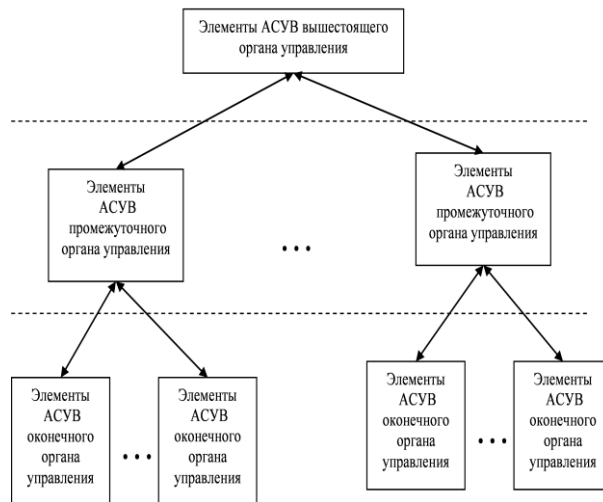 Элементы АСУВ вышестоящего
органа управления
Элементы
АСУВ
промежуточного
органа управления
...
Элементы
АСУВ
промежуточного
органа управления
Элементы
АСУВ
оконечного
органа
управления
...
Элементы
АСУВ
оконечного
органа
управления
Элементы
АСУВ
оконечного
органа
управления
...
Элементы
АСУВ
оконечного
органа
управления